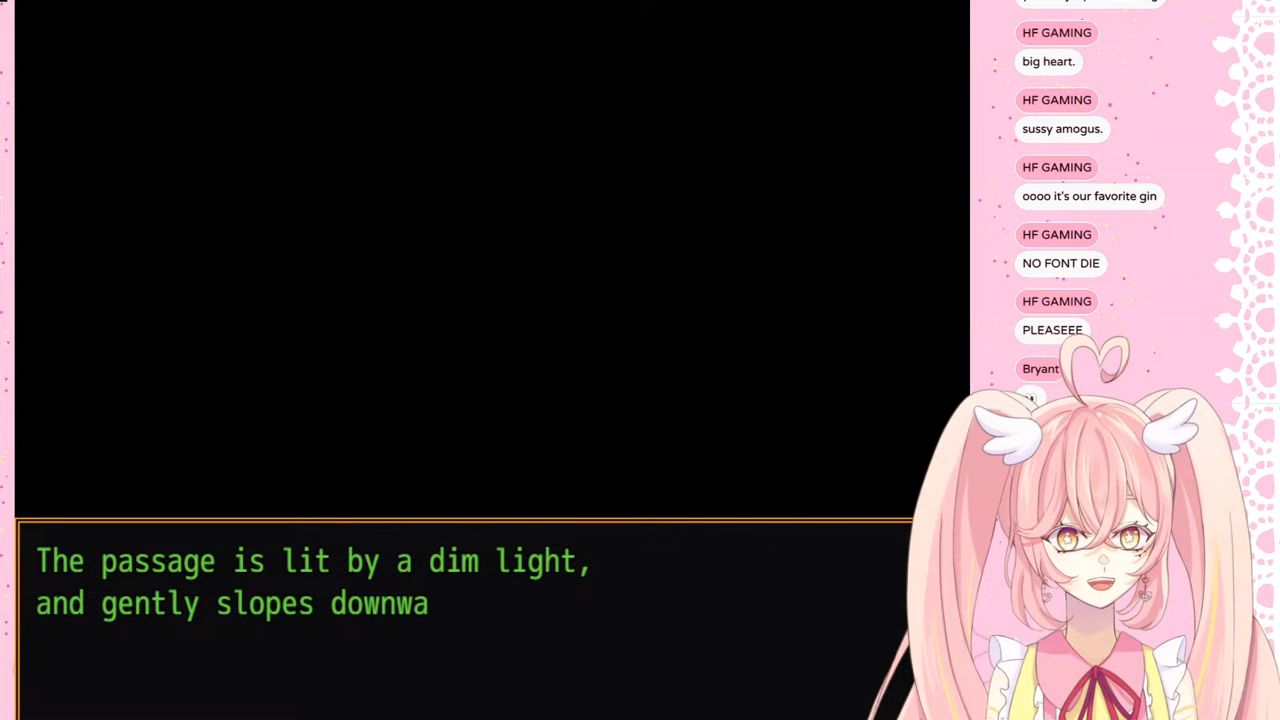 HF GAMING
big heart.
HF GAMING
sussy amogus.
HF GAMING
oooo it's our favorite gin
HF GAMING
NO FONT DIE
HF GAMING
PLEASEEE
Bryant
The passage is lit by a dim light,
and gently slopes downwa